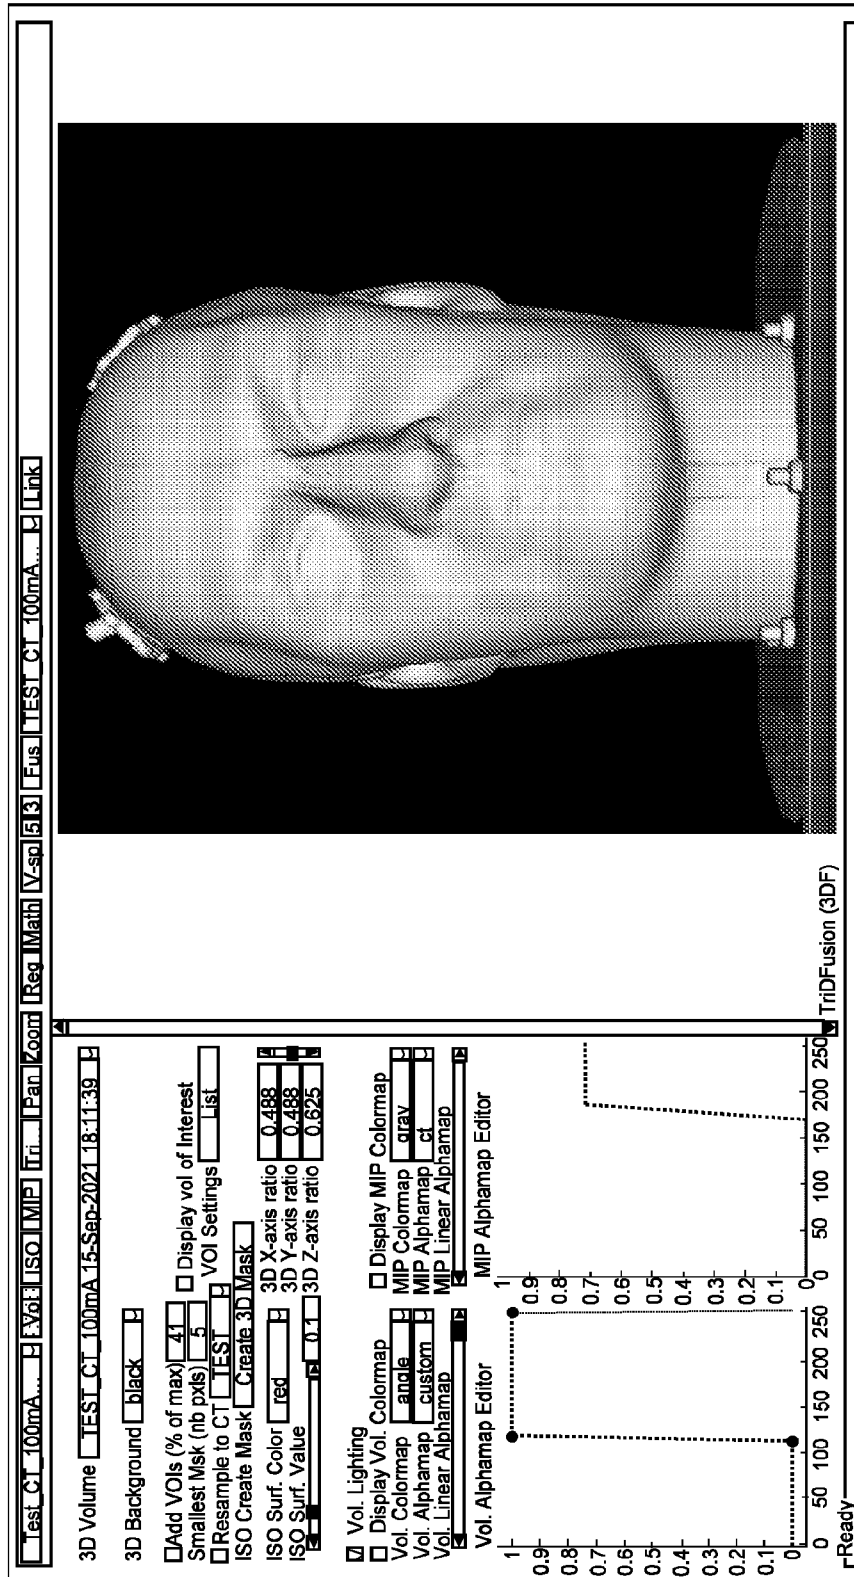 Test_CT_100mA... Vol ISO MIP Tri... Pan Zoom Reg Math V-sp 5 3 Fus TEST_CT_100mA... Link
3D Volume TEST_CT_100mA 15-Sep-2021 18:11:39
3D Background black
Add VOIs (% of max) 41 Display vol of Interest
Smallest Msk (nb pxls) 5 VOI Settings List
Resample to CT TEST
ISO Create Mask Create 3D Mask
3D X-axis ratio 0.488
ISO Surf. Color red 3D Y-axis ratio 0.488
ISO Surf. Value 0.1 3D Z-axis ratio 0.625
Vol. Lighting
Display Vol. Colormap Display MIP Colormap
Vol. Colormap angle MIP Colormap gray
Vol. Alphamap custom MIP Alphamap ct
Vol. Linear Alphamap MIP Linear Alphamap
Vol. Alphamap Editor
1
0.9
0.8
0.7
0.6
0.5
0.4
0.3
0.2
0.1
0
0 50 100 150 200 250
MIP Alphamap Editor
1
0.9
0.8
0.7
0.6
0.5
0.4
0.3
0.2
0.1
0
0 50 100 150 200 250
Ready
TriDFusion (3DF)